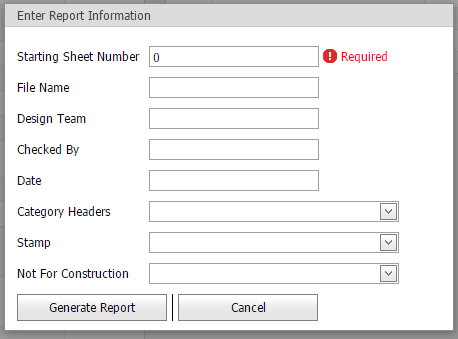 Enter Report Information
Starting Sheet Number 0 Required
File Name
Design Team
Checked By
Date
Category Headers
Stamp
Not For Construction
Generate Report Cancel